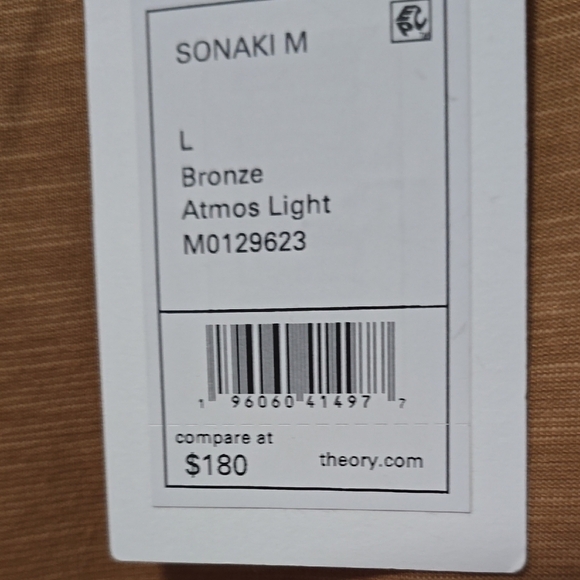 SONAKI M
L
Bronze
Atmos Light
M0129623
1 96060 41497 7
compare at
$180
theory.com